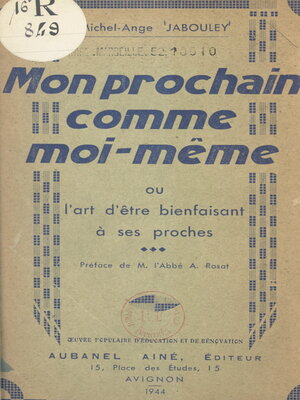 16
R
849
Michel-Ange JABOULEY
Mon prochain
comme
moi-même
ou
l'art d'être bienfaisant
à ses proches
Préface de M. l'Abbé A. Rosat
ŒUVRE POPULAIRE D'ÉDUCATION ET DE RÉNOVATION
AUBANEL AINÉ, ÉDITEUR
15, Place des Études, 15
AVIGNON
1944